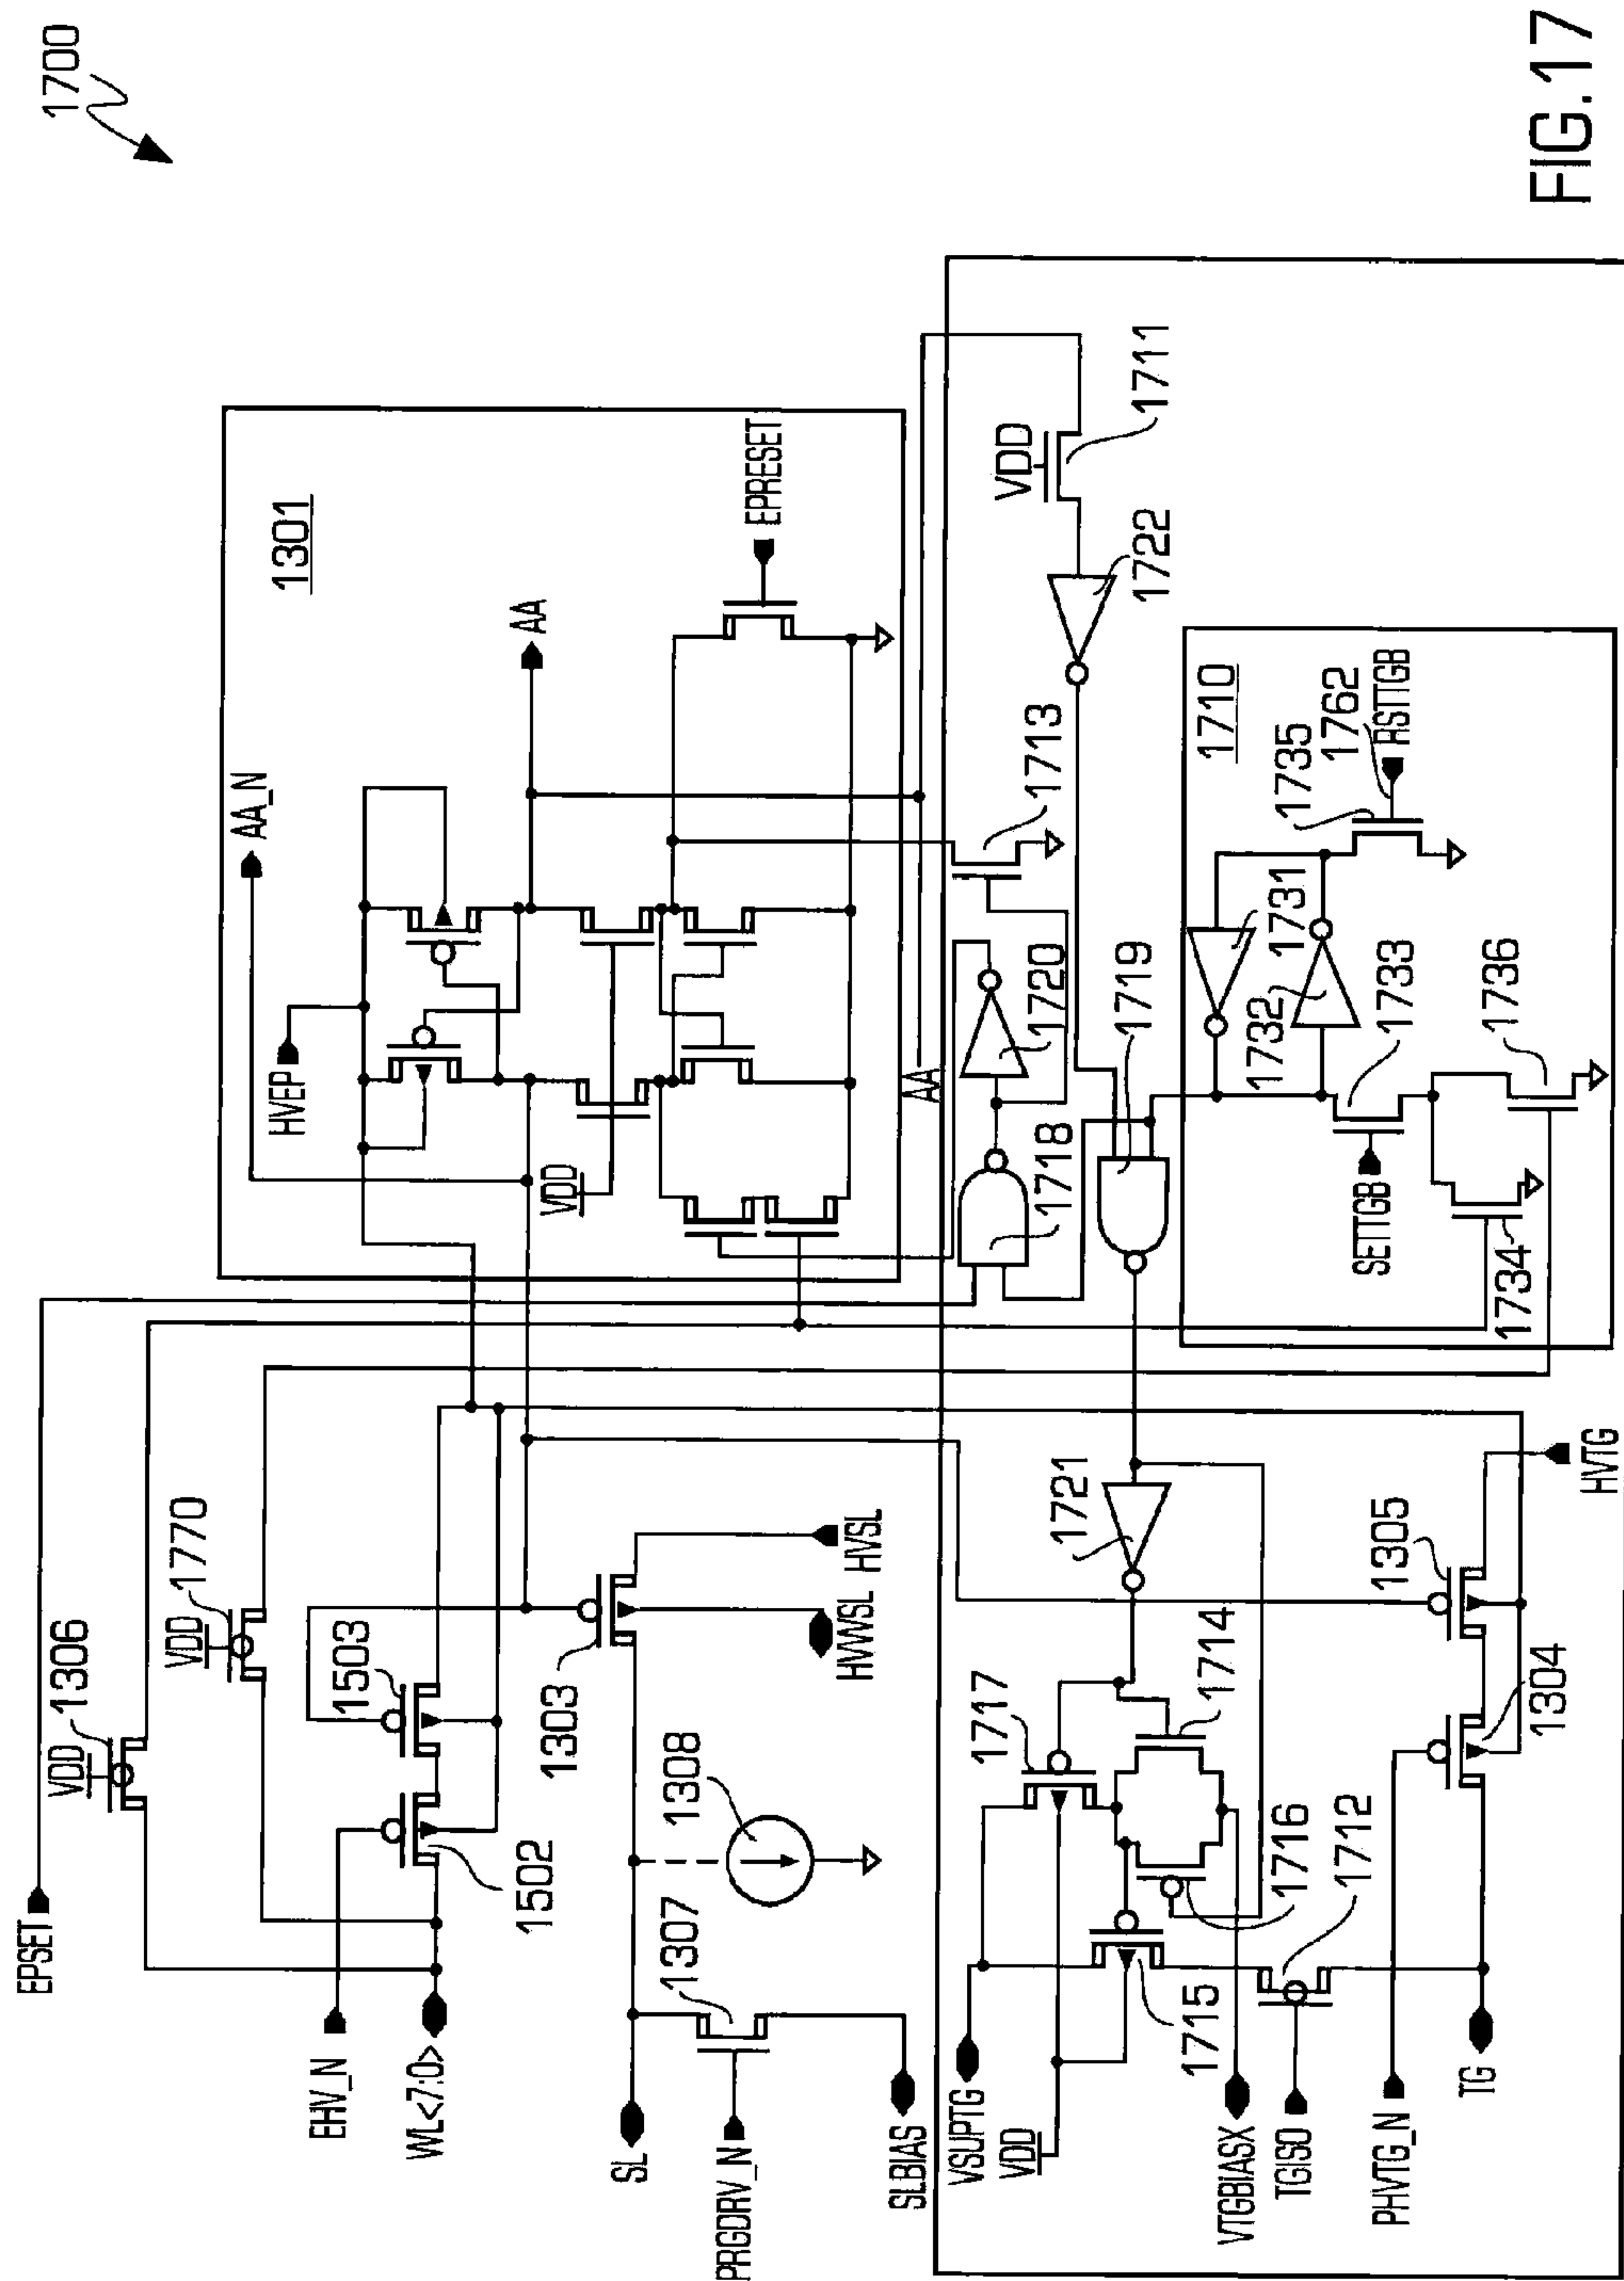 1700
FIG.17
EPSET
VDD
1306
VDD
1770
EHV_N
WL<7:0>
1502
1503
HVEP
AA_N
1301
AA
EPRESET
VDD
SL
1303
1308
1307
HVWSL
HVSL
PRGDRV_N
SLBIAS
AA
VDD
1711
1722
1713
1720
1718
1719
1721
VSUPTG
VDD
1717
1714
1716
1715
1712
VTGBIASX
TGISO
PHVTG_N
TG
1304
1305
HVTG
1710
1731
1732
1733
1734
1735
1736
1762
RSTTGB
SETTGB